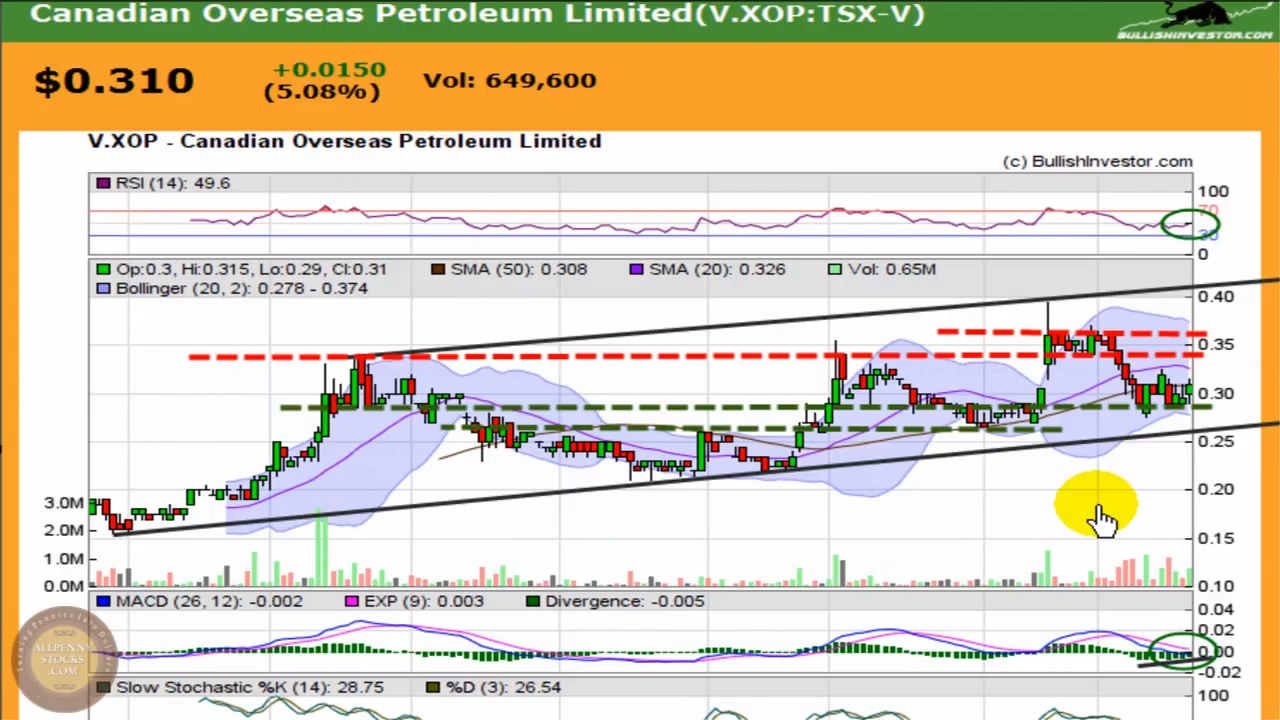 Canadian Overseas Petroleum Limited(V.XOP:TSX-V)
BULLISHINVESTOR.COM
$0.310
+0.0150
(5.08%)
Vol: 649,600
V.XOP - Canadian Overseas Petroleum Limited
(c) BullishInvestor.com
RSI (14): 49.6
100
70
30
0
Op:0.3, Hi:0.315, Lo:0.29, Cl:0.31
SMA (50): 0.308
SMA (20): 0.326
Vol: 0.65M
Bollinger (20, 2): 0.278 - 0.374
0.40
0.35
0.30
0.25
0.20
0.15
0.10
3.0M
2.0M
1.0M
0.0M
MACD (26, 12): -0.002
EXP (9): 0.003
Divergence: -0.005
0.04
0.02
0.00
-0.02
Slow Stochastic %K (14): 28.75
%D (3): 26.54
100
Turning Pennies Into Dollars
ALLPENNY
STOCKS
.COM